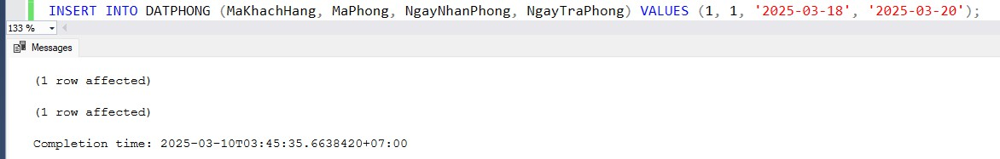 INSERT INTO DATPHONG (MaKhachHang, MaPhong, NgayNhanPhong, NgayTraPhong) VALUES (1, 1, '2025-03-18', '2025-03-20');
133 %
Messages
(1 row affected)
(1 row affected)
Completion time: 2025-03-10T03:45:35.6638420+07:00